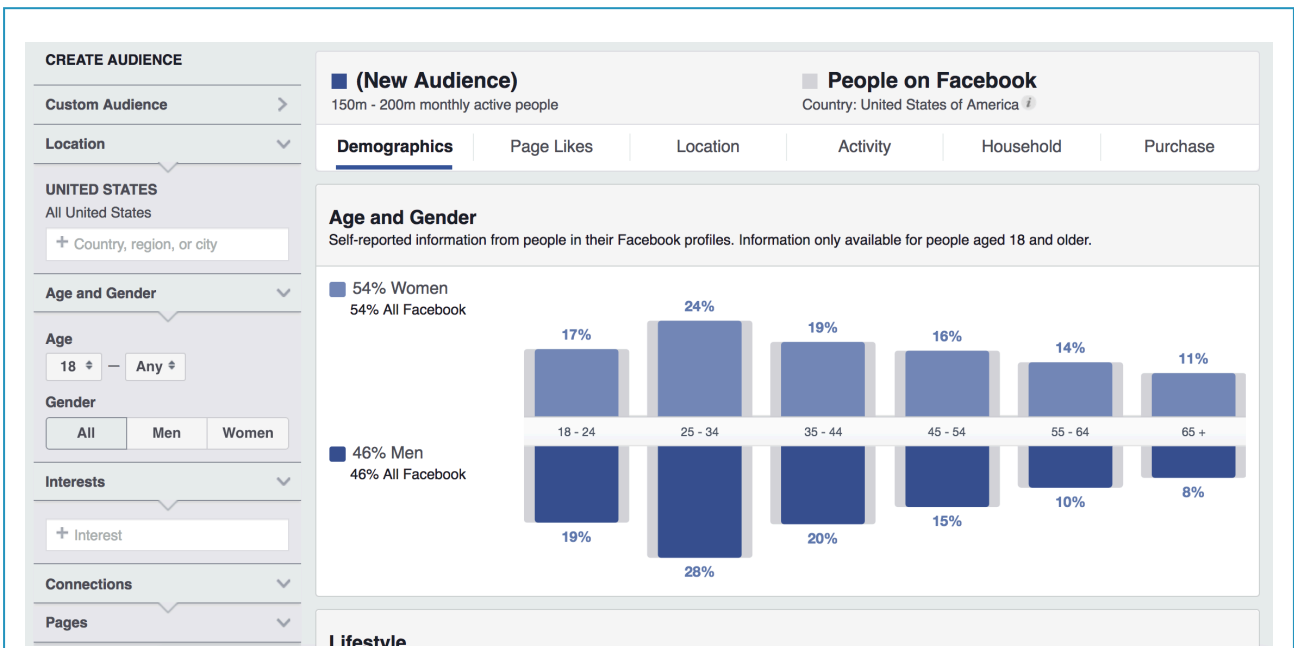 CREATE AUDIENCE
Custom Audience
Location
UNITED STATES
All United States
+ Country, region, or city
Age and Gender
Age
18 — Any
Gender
All Men Women
Interests
+ Interest
Connections
Pages
(New Audience)
150m - 200m monthly active people
People on Facebook
Country: United States of America i
Demographics Page Likes Location Activity Household Purchase
Age and Gender
Self-reported information from people in their Facebook profiles. Information only available for people aged 18 and older.
54% Women
54% All Facebook
17% 24% 19% 16% 14% 11%
18 - 24 25 - 34 35 - 44 45 - 54 55 - 64 65 +
46% Men
46% All Facebook
19% 28% 20% 15% 10% 8%
Lifestyle